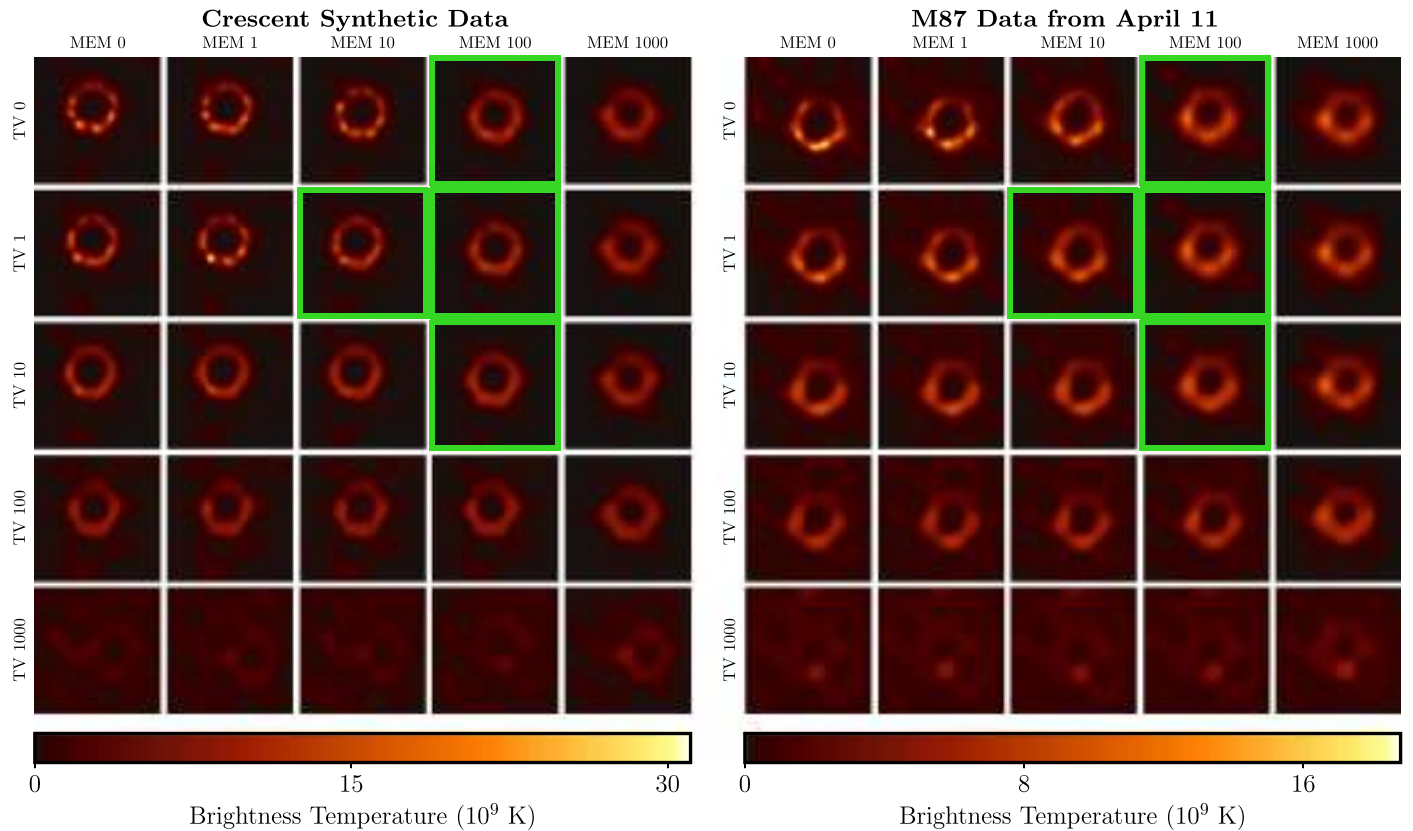 Crescent Synthetic Data
MEM 0 MEM 1 MEM 10 MEM 100 MEM 1000
TV 0
TV 1
TV 10
TV 100
TV 1000
0 15 30
Brightness Temperature (10⁹ K)
M87 Data from April 11
MEM 0 MEM 1 MEM 10 MEM 100 MEM 1000
TV 0
TV 1
TV 10
TV 100
TV 1000
0 8 16
Brightness Temperature (10⁹ K)